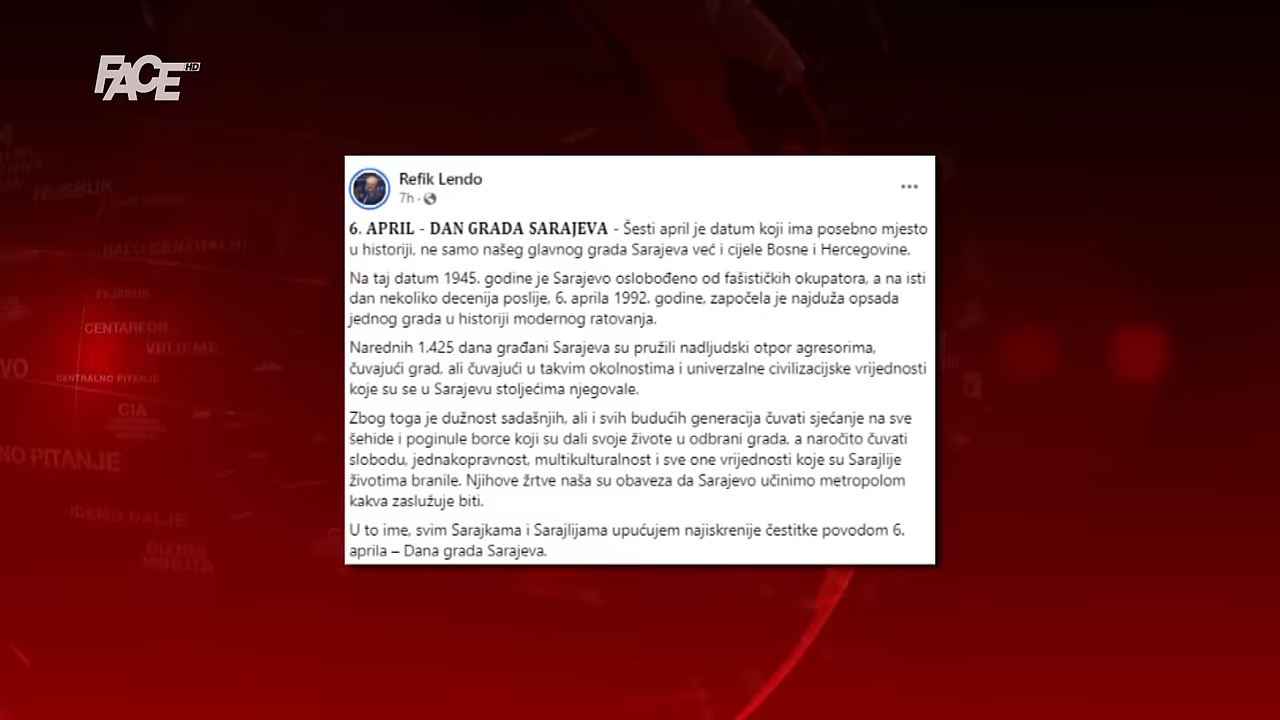 FACE HD
Refik Lendo
7h ·
6. APRIL - DAN GRADA SARAJEVA - Šesti april je datum koji ima posebno mjesto
u historiji, ne samo našeg glavnog grada Sarajeva već i cijele Bosne i Hercegovine.
Na taj datum 1945. godine je Sarajevo oslobođeno od fašističkih okupatora, a na isti
dan nekoliko decenija poslije, 6. aprila 1992. godine, započela je najduža opsada
jednog grada u historiji modernog ratovanja.
Narednih 1.425 dana građani Sarajeva su pružili nadljudski otpor agresorima,
čuvajući grad, ali čuvajući u takvim okolnostima i univerzalne civilizacijske vrijednosti
koje su se u Sarajevu stoljećima njegovale.
Zbog toga je dužnost sadašnjih, ali i svih budućih generacija čuvati sjećanje na sve
šehide i poginule borce koji su dali svoje živote u odbrani grada, a naročito čuvati
slobodu, jednakopravnost, multikulturalnost i sve one vrijednosti koje su Sarajlije
životima branile. Njihove žrtve naša su obaveza da Sarajevo učinimo metropolom
kakva zaslužuje biti.
U to ime, svim Sarajkama i Sarajlijama upućujem najiskrenije čestitke povodom 6.
aprila – Dana grada Sarajeva.
FEJSBUK
HALO CENTRALNI
FEJSBUK
CENTARFOR
VRIJEME
VO
CENTRALNO PITANJE
CIA
NO PITANJE
IDEMO DALJE